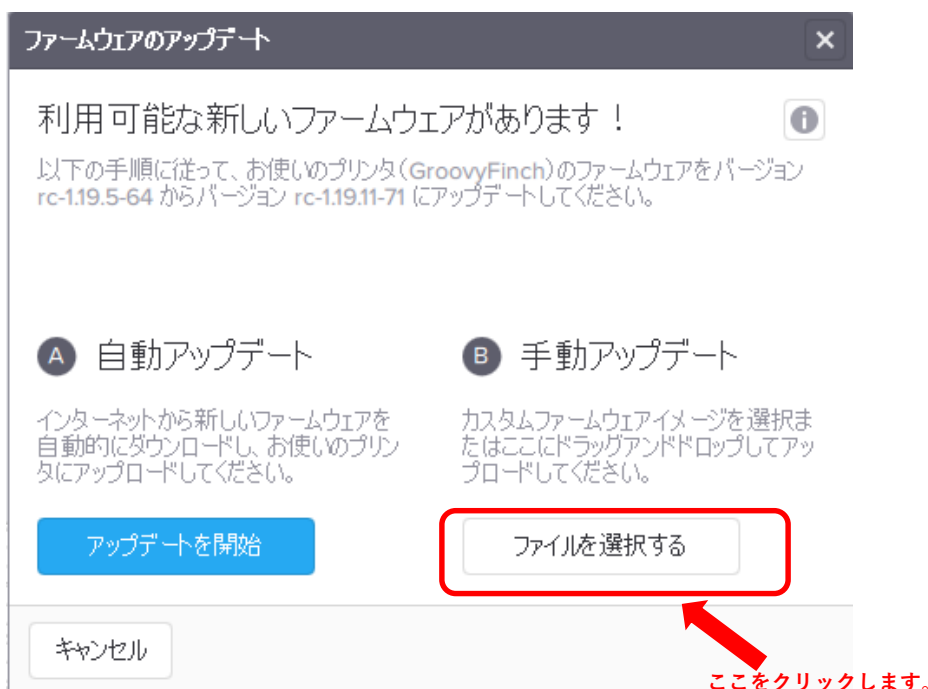 ファームウェアのアップデート
利用可能な新しいファームウェアがあります！
以下の手順に従って、お使いのプリンタ(GroovyFinch)のファームウェアをバージョン
rc-1.19.5-64 からバージョン rc-1.19.11-71 にアップデートしてください。
A 自動アップデート
インターネットから新しいファームウェアを
自動的にダウンロードし、お使いのプリン
タにアップロードしてください。
アップデートを開始
B 手動アップデート
カスタムファームウェアイメージを選択ま
たはここにドラッグアンドドロップしてアッ
プロードしてください。
ファイルを選択する
キャンセル
ここをクリックします。